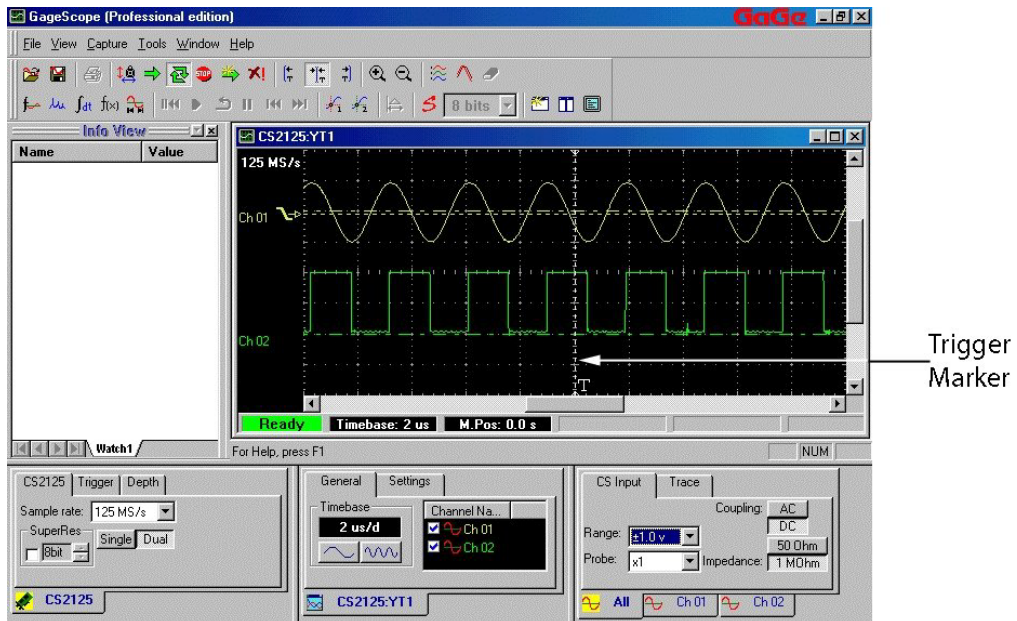 GageScope (Professional edition)
GaGe
File View Capture Tools Window Help
STOP
∫dt f(x)
8 bits
Info View
Name Value
Watch1
CS2125:YT1
125 MS/s
Ch 01
Ch 02
T
Trigger
Marker
Ready Timebase: 2 us M.Pos: 0.0 s
For Help, press F1
NUM
CS2125 Trigger Depth
Sample rate: 125 MS/s
SuperRes
8bit
Single Dual
CS2125
General Settings
Timebase
2 us/d
Channel Na...
Ch 01
Ch 02
CS2125:YT1
CS Input Trace
Coupling: AC
DC
Range: ±1.0 v
50 Ohm
Probe: x1
Impedance: 1 MOhm
All Ch 01 Ch 02